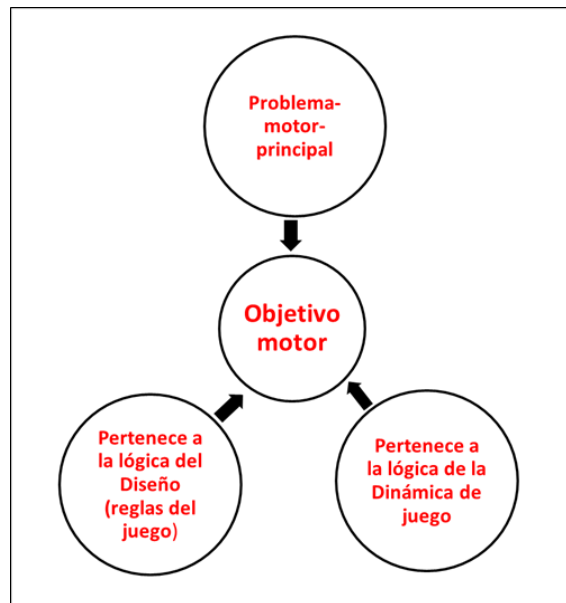 Problema-
motor-
principal
Objetivo
motor
Pertenece a
la lógica del
Diseño
(reglas del
juego)
Pertenece a
la lógica de la
Dinámica de
juego